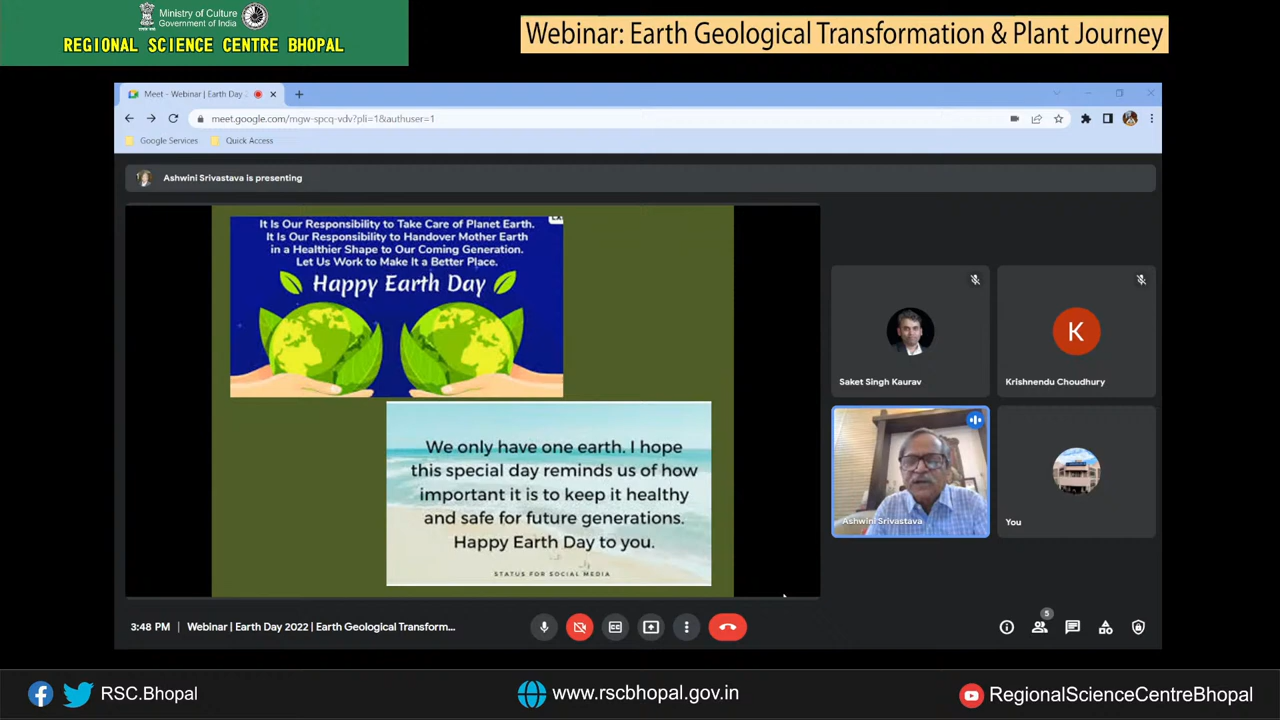 Ministry of Culture
Government of India
REGIONAL SCIENCE CENTRE BHOPAL
Webinar: Earth Geological Transformation & Plant Journey
Meet - Webinar | Earth Day 
meet.google.com/mgw-spcq-vdv?pli=1&authuser=1
Google Services
Quick Access
Ashwini Srivastava is presenting
It Is Our Responsibility to Take Care of Planet Earth.
It Is Our Responsibility to Handover Mother Earth
in a Healthier Shape to Our Coming Generation.
Let Us Work to Make It a Better Place.
Happy Earth Day
We only have one earth. I hope
this special day reminds us of how
important it is to keep it healthy
and safe for future generations.
Happy Earth Day to you.
STATUS FOR SOCIAL MEDIA
Saket Singh Kaurav
K
Krishnendu Choudhury
Ashwini Srivastava
You
3:48 PM | Webinar | Earth Day 2022 | Earth Geological Transform...
5
RSC.Bhopal
www.rscbhopal.gov.in
RegionalScienceCentreBhopal